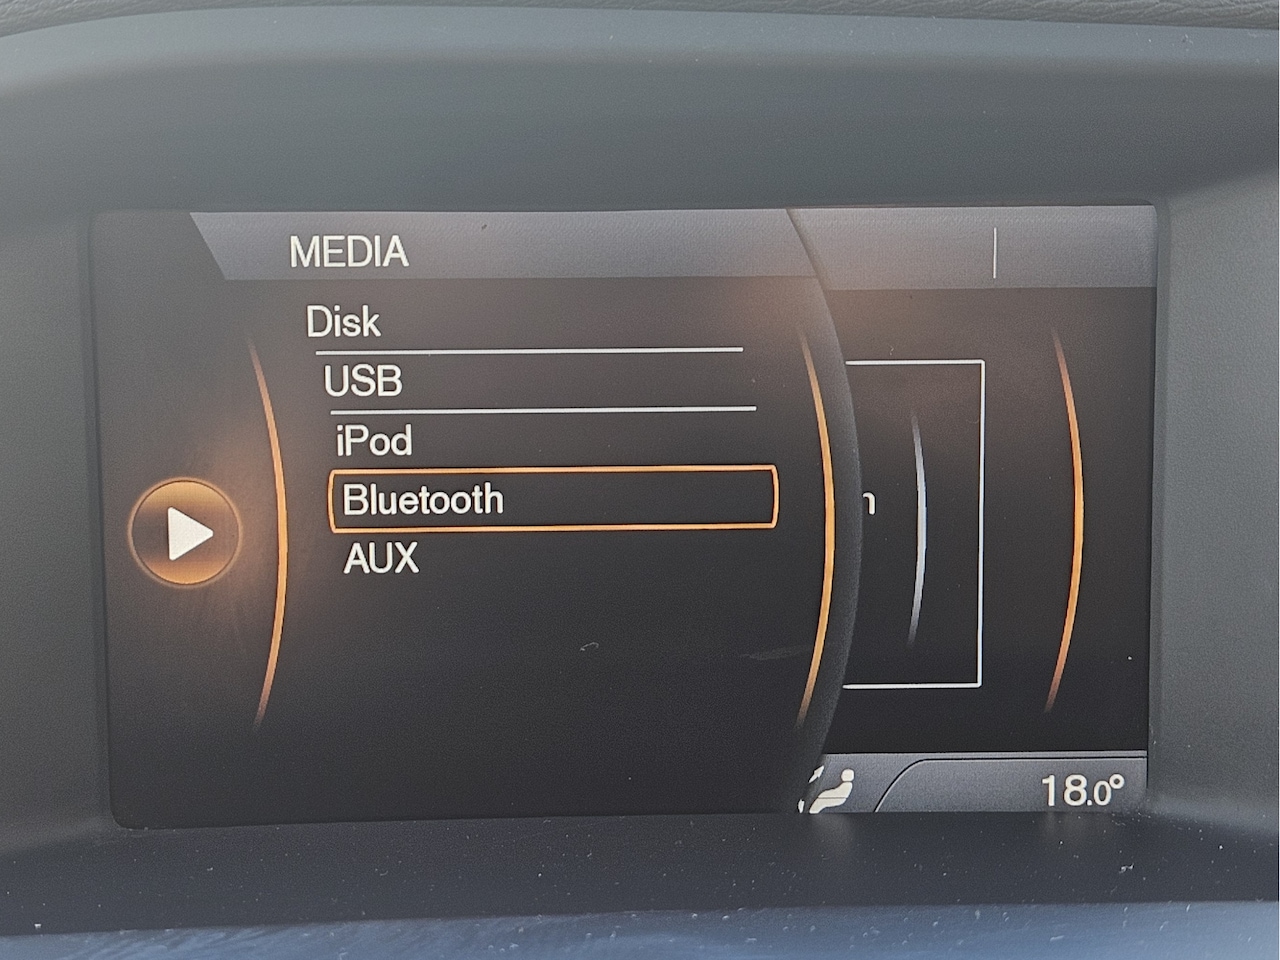 MEDIA
Disk
USB
iPod
Bluetooth
AUX
18.0°